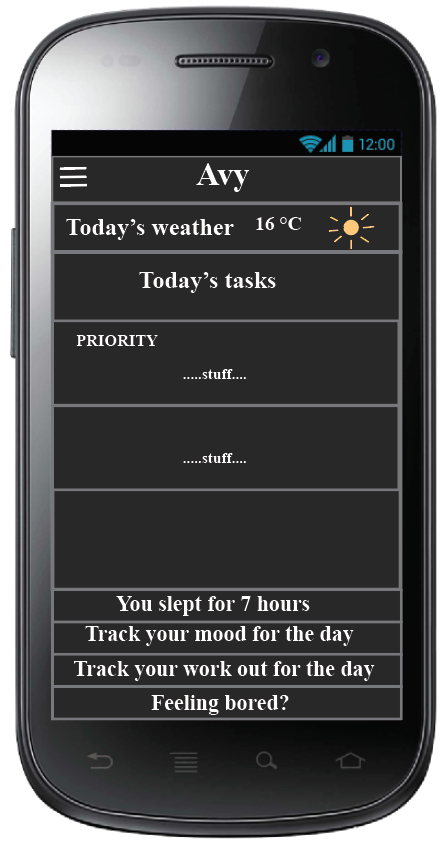 12:00
Avy
Today's weather 16 °C
Today's tasks
PRIORITY
.....stuff....
.....stuff....
You slept for 7 hours
Track your mood for the day
Track your work out for the day
Feeling bored?